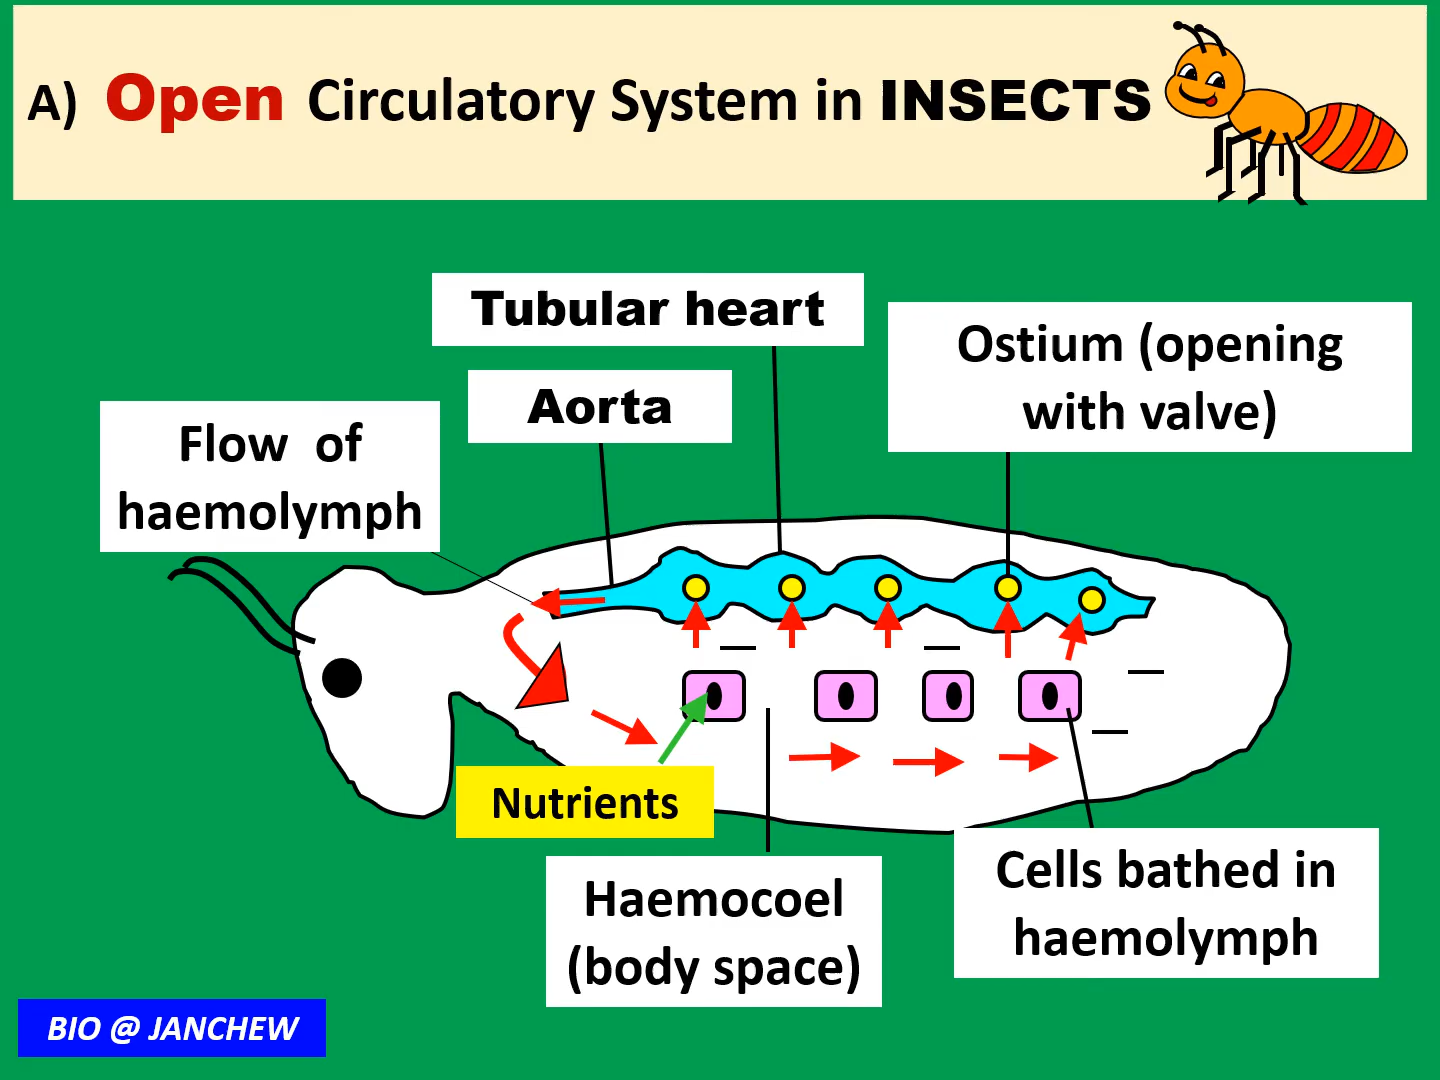 A) Open Circulatory System in INSECTS
Tubular heart
Ostium (opening
with valve)
Aorta
Flow of
haemolymph
Nutrients
Haemocoel
(body space)
Cells bathed in
haemolymph
BIO @ JANCHEW